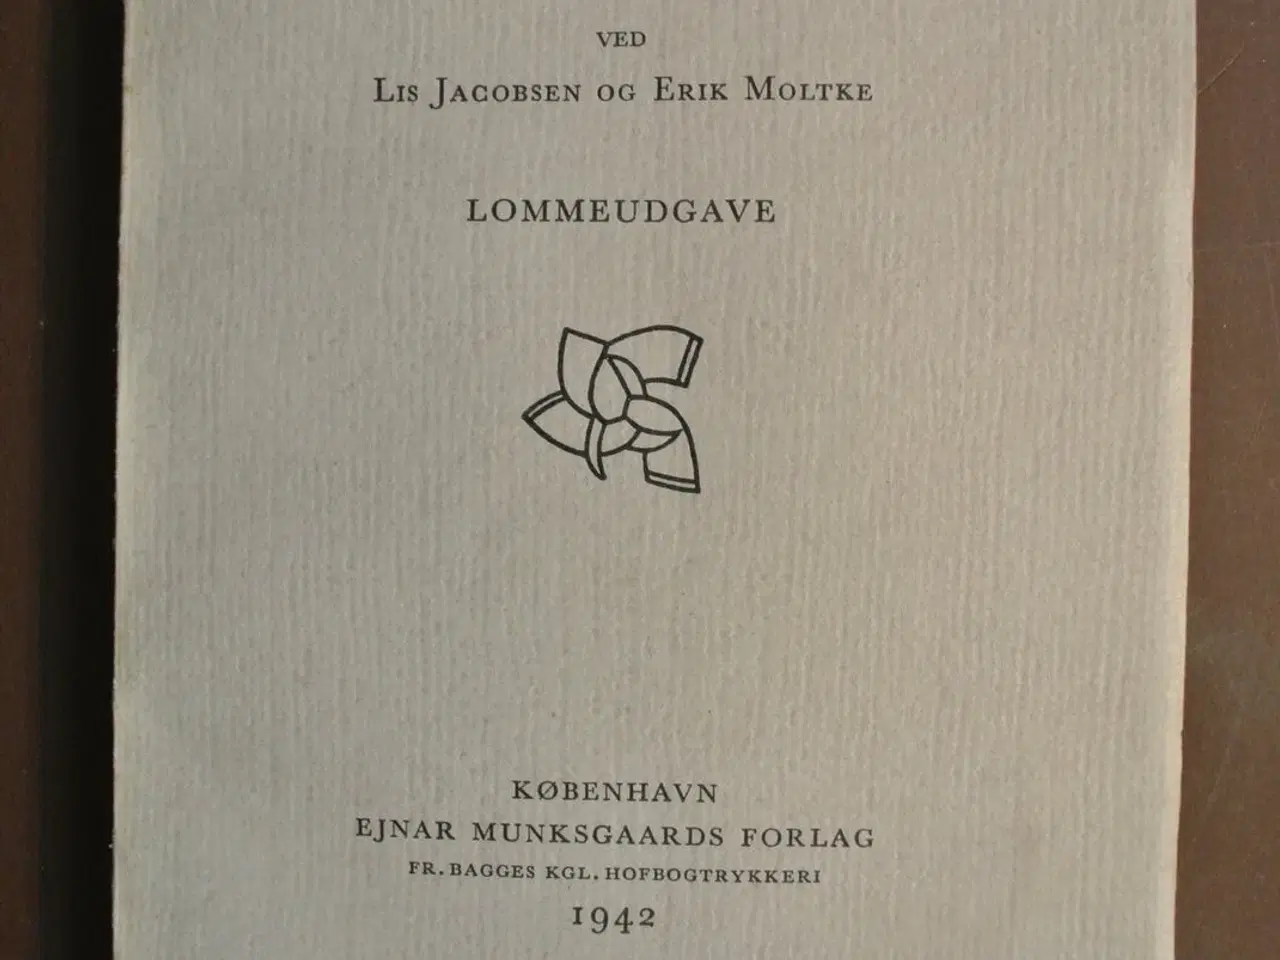 VED
LIS JACOBSEN OG ERIK MOLTKE
LOMMEUDGAVE
KØBENHAVN
EJNAR MUNKSGAARDS FORLAG
FR. BAGGES KGL. HOFBOGTRYKKERI
1942